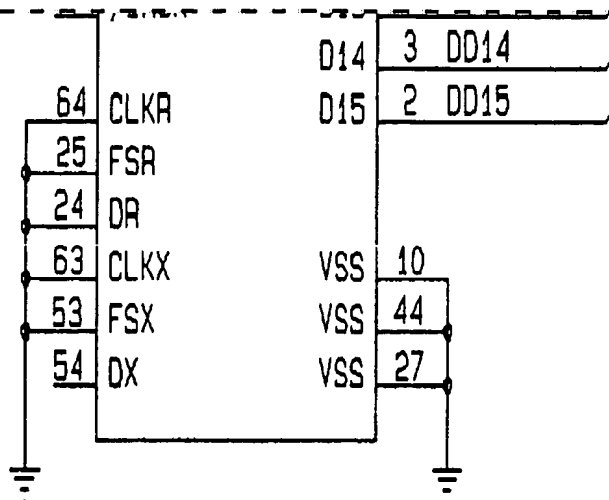 D14 3 DD14
64 CLKR D15 2 DD15
25 FSR
24 DR
63 CLKX VSS 10
53 FSX VSS 44
54 DX VSS 27